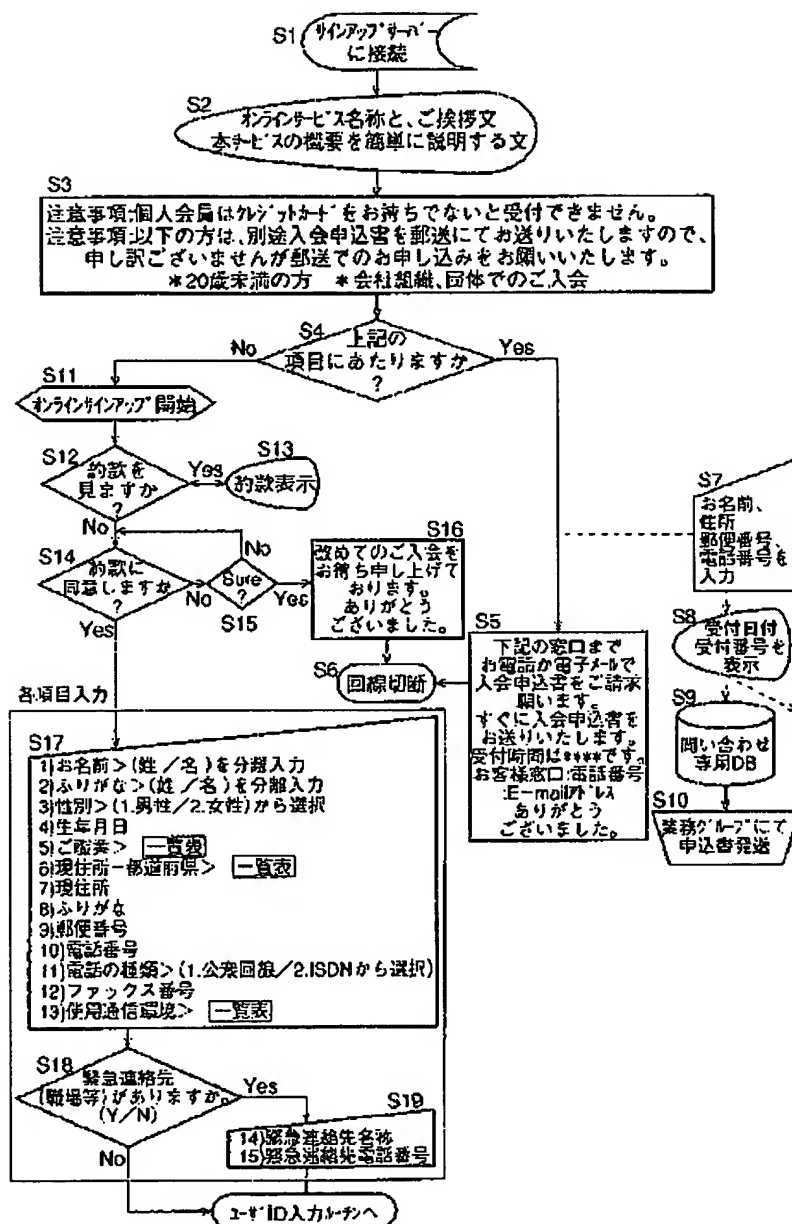 S1
サインアップサーバ
に接続
S2
オンラインサービス名称と、ご挨拶文
本サービスの概要を簡単に説明する文
S3
注意事項:個人会員はクレジットカードをお持ちでないと受付できません。
注意事項:以下の方は、別途入会申込書を郵送にてお送りいたしますので、
申し訳ございませんが郵送でのお申し込みをお願いいたします。
*20歳未満の方 *会社組織、団体でのご入会
S4
上記の
項目にあたりますか
?
No
Yes
S11
オンラインサインアップ開始
S12
約款を
見ますか
?
Yes
S13
約款表示
No
S14
約款に
同意しますか
?
No
Yes
Sure
?
S15
No
Yes
S16
改めてのご入会を
お待ち申し上げて
おります。
ありがとう
ございました。
S5
下記の窓口まで
お電話か電子メールで
入会申込書をご請求
願います。
すぐに入会申込書を
お送りいたします。
受付時間は****です。
お客様窓口:電話番号
:E-mailアドレス
ありがとう
ございました。
S6
回線切断
S7
お名前、
住所
郵便番号、
電話番号を
入力
S8
受付日付
受付番号を
表示
S9
問い合わせ
専用DB
S10
業務グループにて
申込書発送
各項目入力
S17
1)お名前>(姓/名)を分離入力
2)ふりがな>(姓/名)を分離入力
3)性別>(1.男性/2.女性)から選択
4)生年月日
5)ご職業> 一覧表
6)現住所-都道府県> 一覧表
7)現住所
8)ふりがな
9)郵便番号
10)電話番号
11)電話の種類>(1.公衆回線/2.ISDNから選択)
12)ファックス番号
13)使用通信環境> 一覧表
S18
緊急連絡先
(職場等)がありますか。
(Y/N)
Yes
No
S19
14)緊急連絡先名称
15)緊急連絡先電話番号
ユーザID入力ルーチンへ